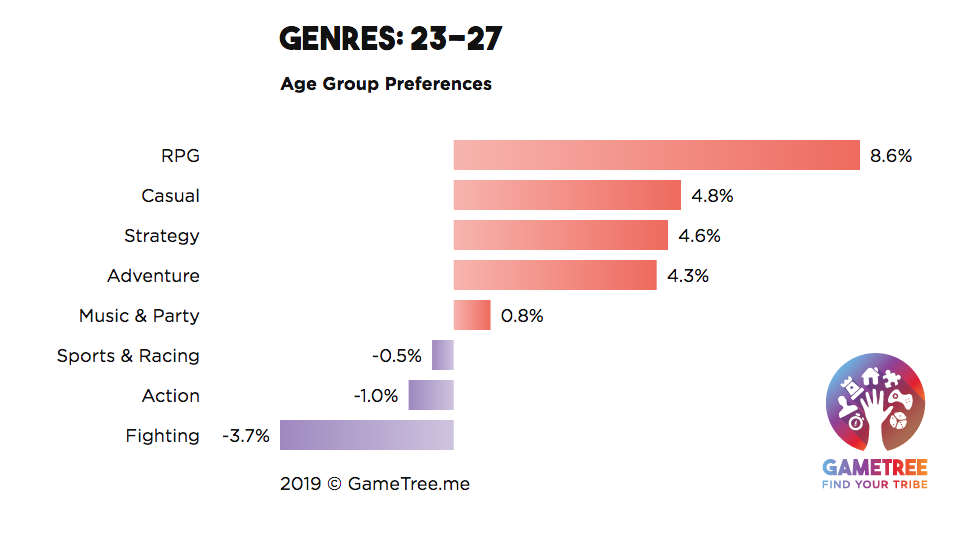 GENRES: 23-27
Age Group Preferences
RPG 8.6%
Casual 4.8%
Strategy 4.6%
Adventure 4.3%
Music & Party 0.8%
Sports & Racing -0.5%
Action -1.0%
Fighting -3.7%
2019 © GameTree.me
GAMETREE
FIND YOUR TRIBE